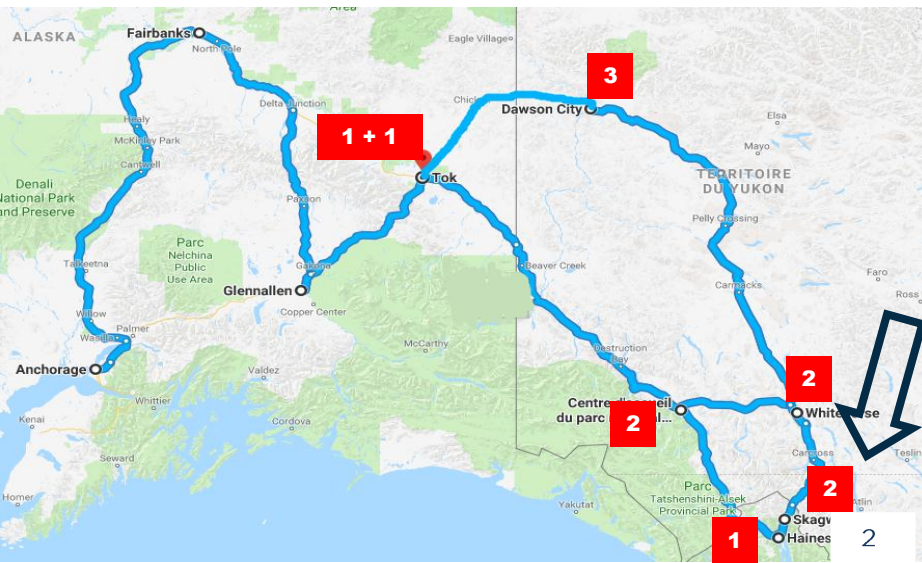 Area
ALASKA
Fairbanks
North Pole
Eagle Village
3
Delta Junction
Chick
Dawson City
Elsa
Healy
McKinley Park
1 + 1
Mayo
Cantwell
Tok
TERRITOIRE
DU YUKON
Denali
National Park
and Preserve
Paxson
Pelly Crossing
Parc
Nelchina
Public
Use Area
Talkeetna
Gakona
Beaver Creek
Faro
Glennallen
Carmacks
Ross
Copper Center
Willow
Palmer
Wasilla
McCarthy
Destruction
Bay
Anchorage
Valdez
2
Whittier
Centre d'accueil
du parc
2
Kenai
Cordova
Carcross
Teslin
Seward
2
Parc
Tatshenshini-Alsek
Provincial Park
Atlin
Homer
Yakutat
Skagw
1
Haines
2